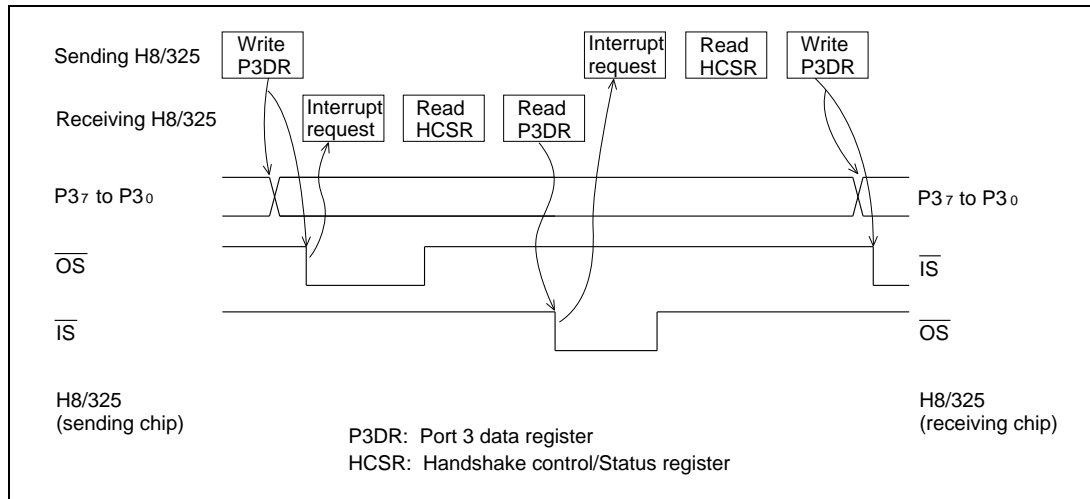 Sending H8/325
Write
P3DR
Interrupt
request
Read
HCSR
Write
P3DR
Receiving H8/325
Interrupt
request
Read
HCSR
Read
P3DR
P37 to P30
P37 to P30
OS
IS
IS
OS
H8/325
(sending chip)
H8/325
(receiving chip)
P3DR: Port 3 data register
HCSR: Handshake control/Status register